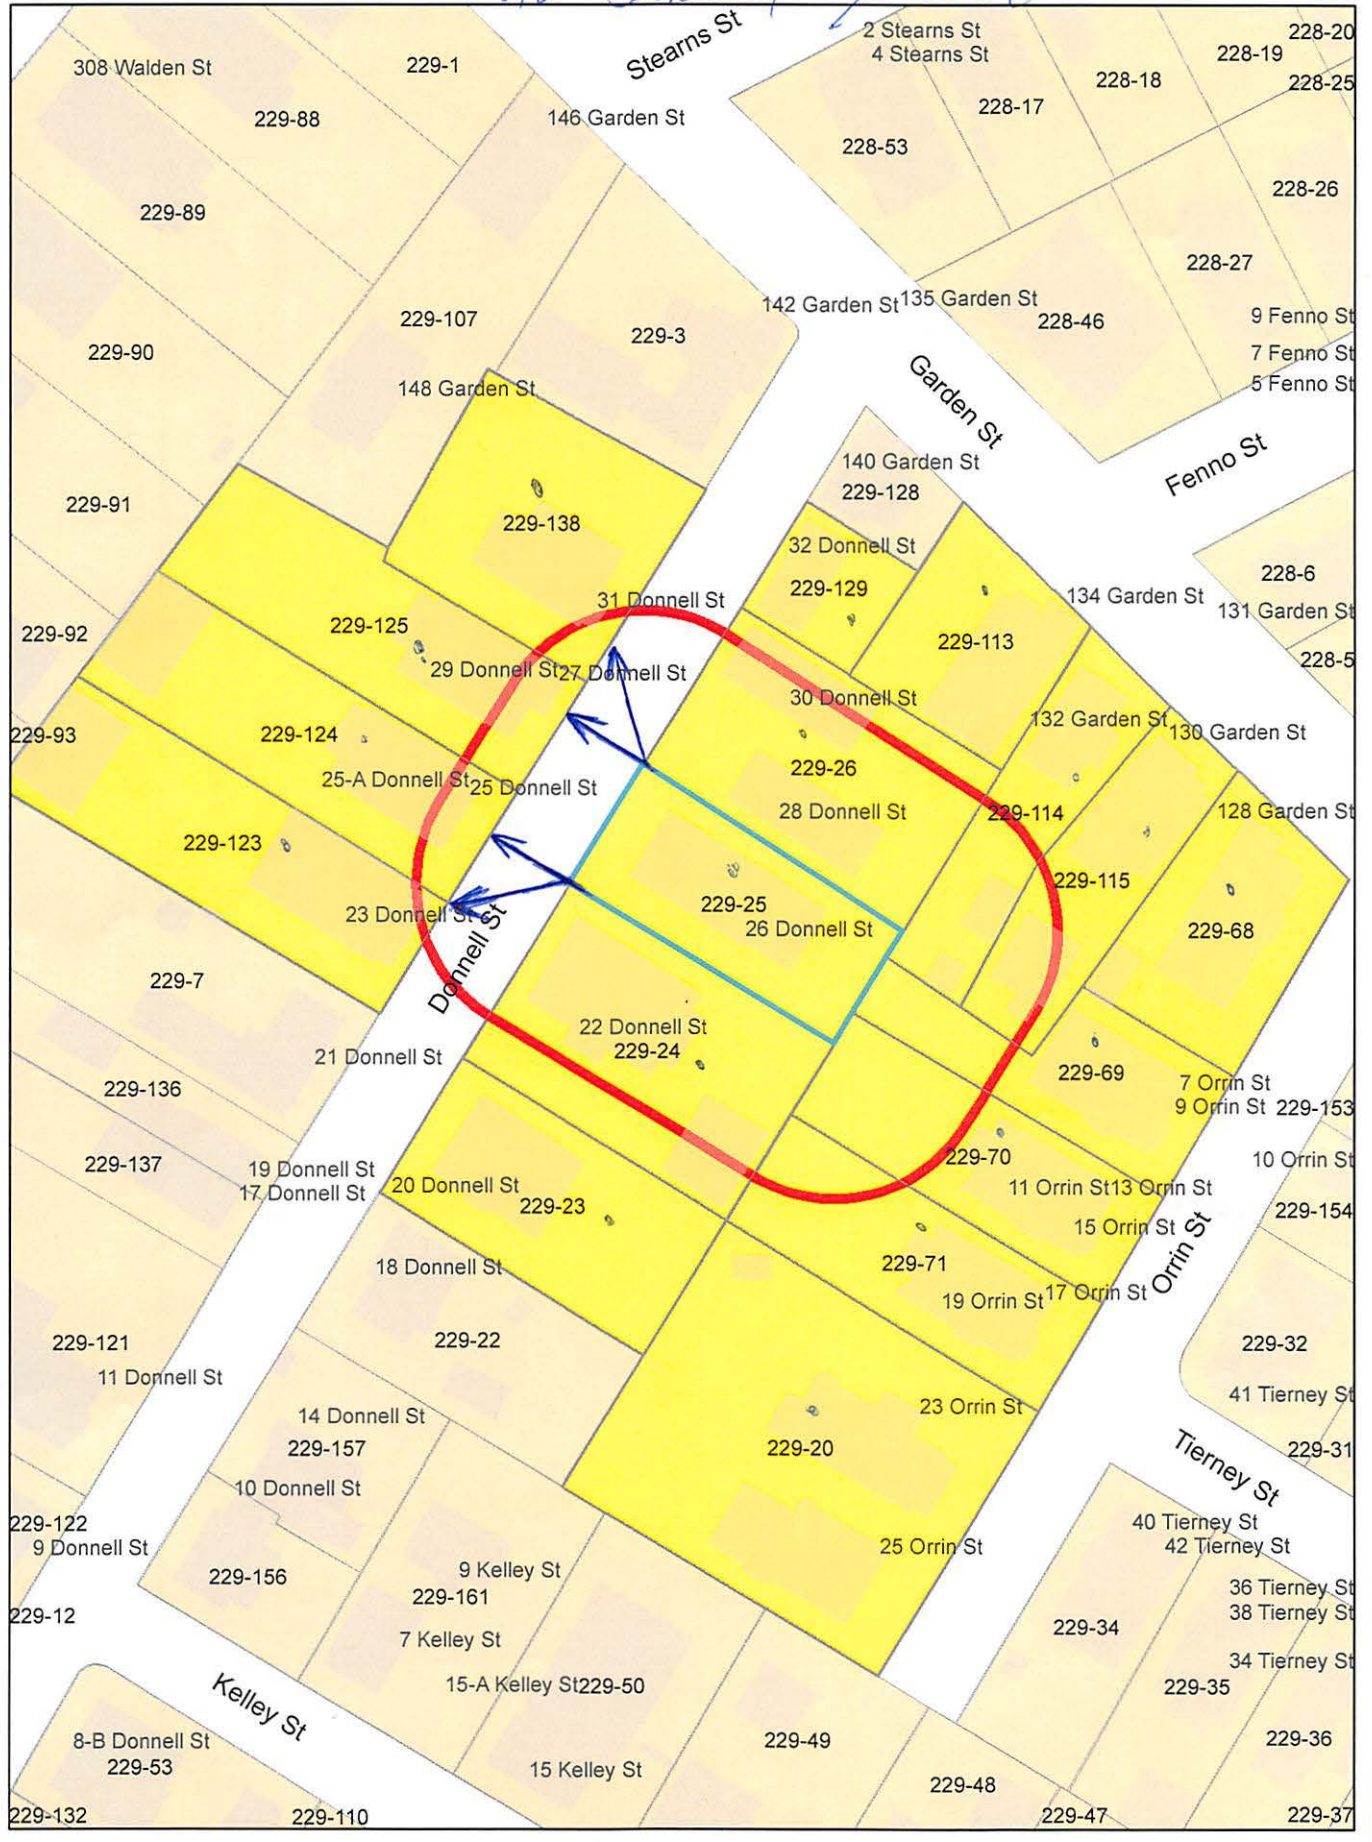 Stearns St
2 Stearns St
4 Stearns St
228-20
228-19
228-25
228-18
228-17
308 Walden St
229-1
229-88
146 Garden St
228-53
228-26
229-89
228-27
142 Garden St
135 Garden St
228-46
9 Fenno St
7 Fenno St
5 Fenno St
229-107
229-3
229-90
148 Garden St
Garden St
Fenno St
140 Garden St
229-128
229-91
229-138
32 Donnell St
229-129
228-6
131 Garden St
228-5
134 Garden St
31 Donnell St
229-125
229-92
229-113
29 Donnell St
27 Donnell St
30 Donnell St
132 Garden St
130 Garden St
229-93
229-124
25-A Donnell St
25 Donnell St
229-26
28 Donnell St
229-114
128 Garden St
229-123
229-115
229-25
26 Donnell St
23 Donnell St
Donnell St
229-68
229-7
22 Donnell St
229-24
21 Donnell St
229-69
7 Orrin St
9 Orrin St
229-153
229-136
229-137
19 Donnell St
17 Donnell St
20 Donnell St
229-23
229-70
11 Orrin St
13 Orrin St
10 Orrin St
229-154
15 Orrin St
Orrin St
18 Donnell St
229-71
19 Orrin St
17 Orrin St
229-22
229-121
11 Donnell St
229-32
41 Tierney St
229-31
14 Donnell St
229-157
10 Donnell St
23 Orrin St
229-20
Tierney St
25 Orrin St
40 Tierney St
42 Tierney St
229-122
9 Donnell St
229-156
9 Kelley St
229-161
7 Kelley St
36 Tierney St
38 Tierney St
229-12
229-34
34 Tierney St
Kelley St
15-A Kelley St
229-50
229-35
8-B Donnell St
229-53
15 Kelley St
229-49
229-36
229-48
229-132
229-110
229-47
229-37